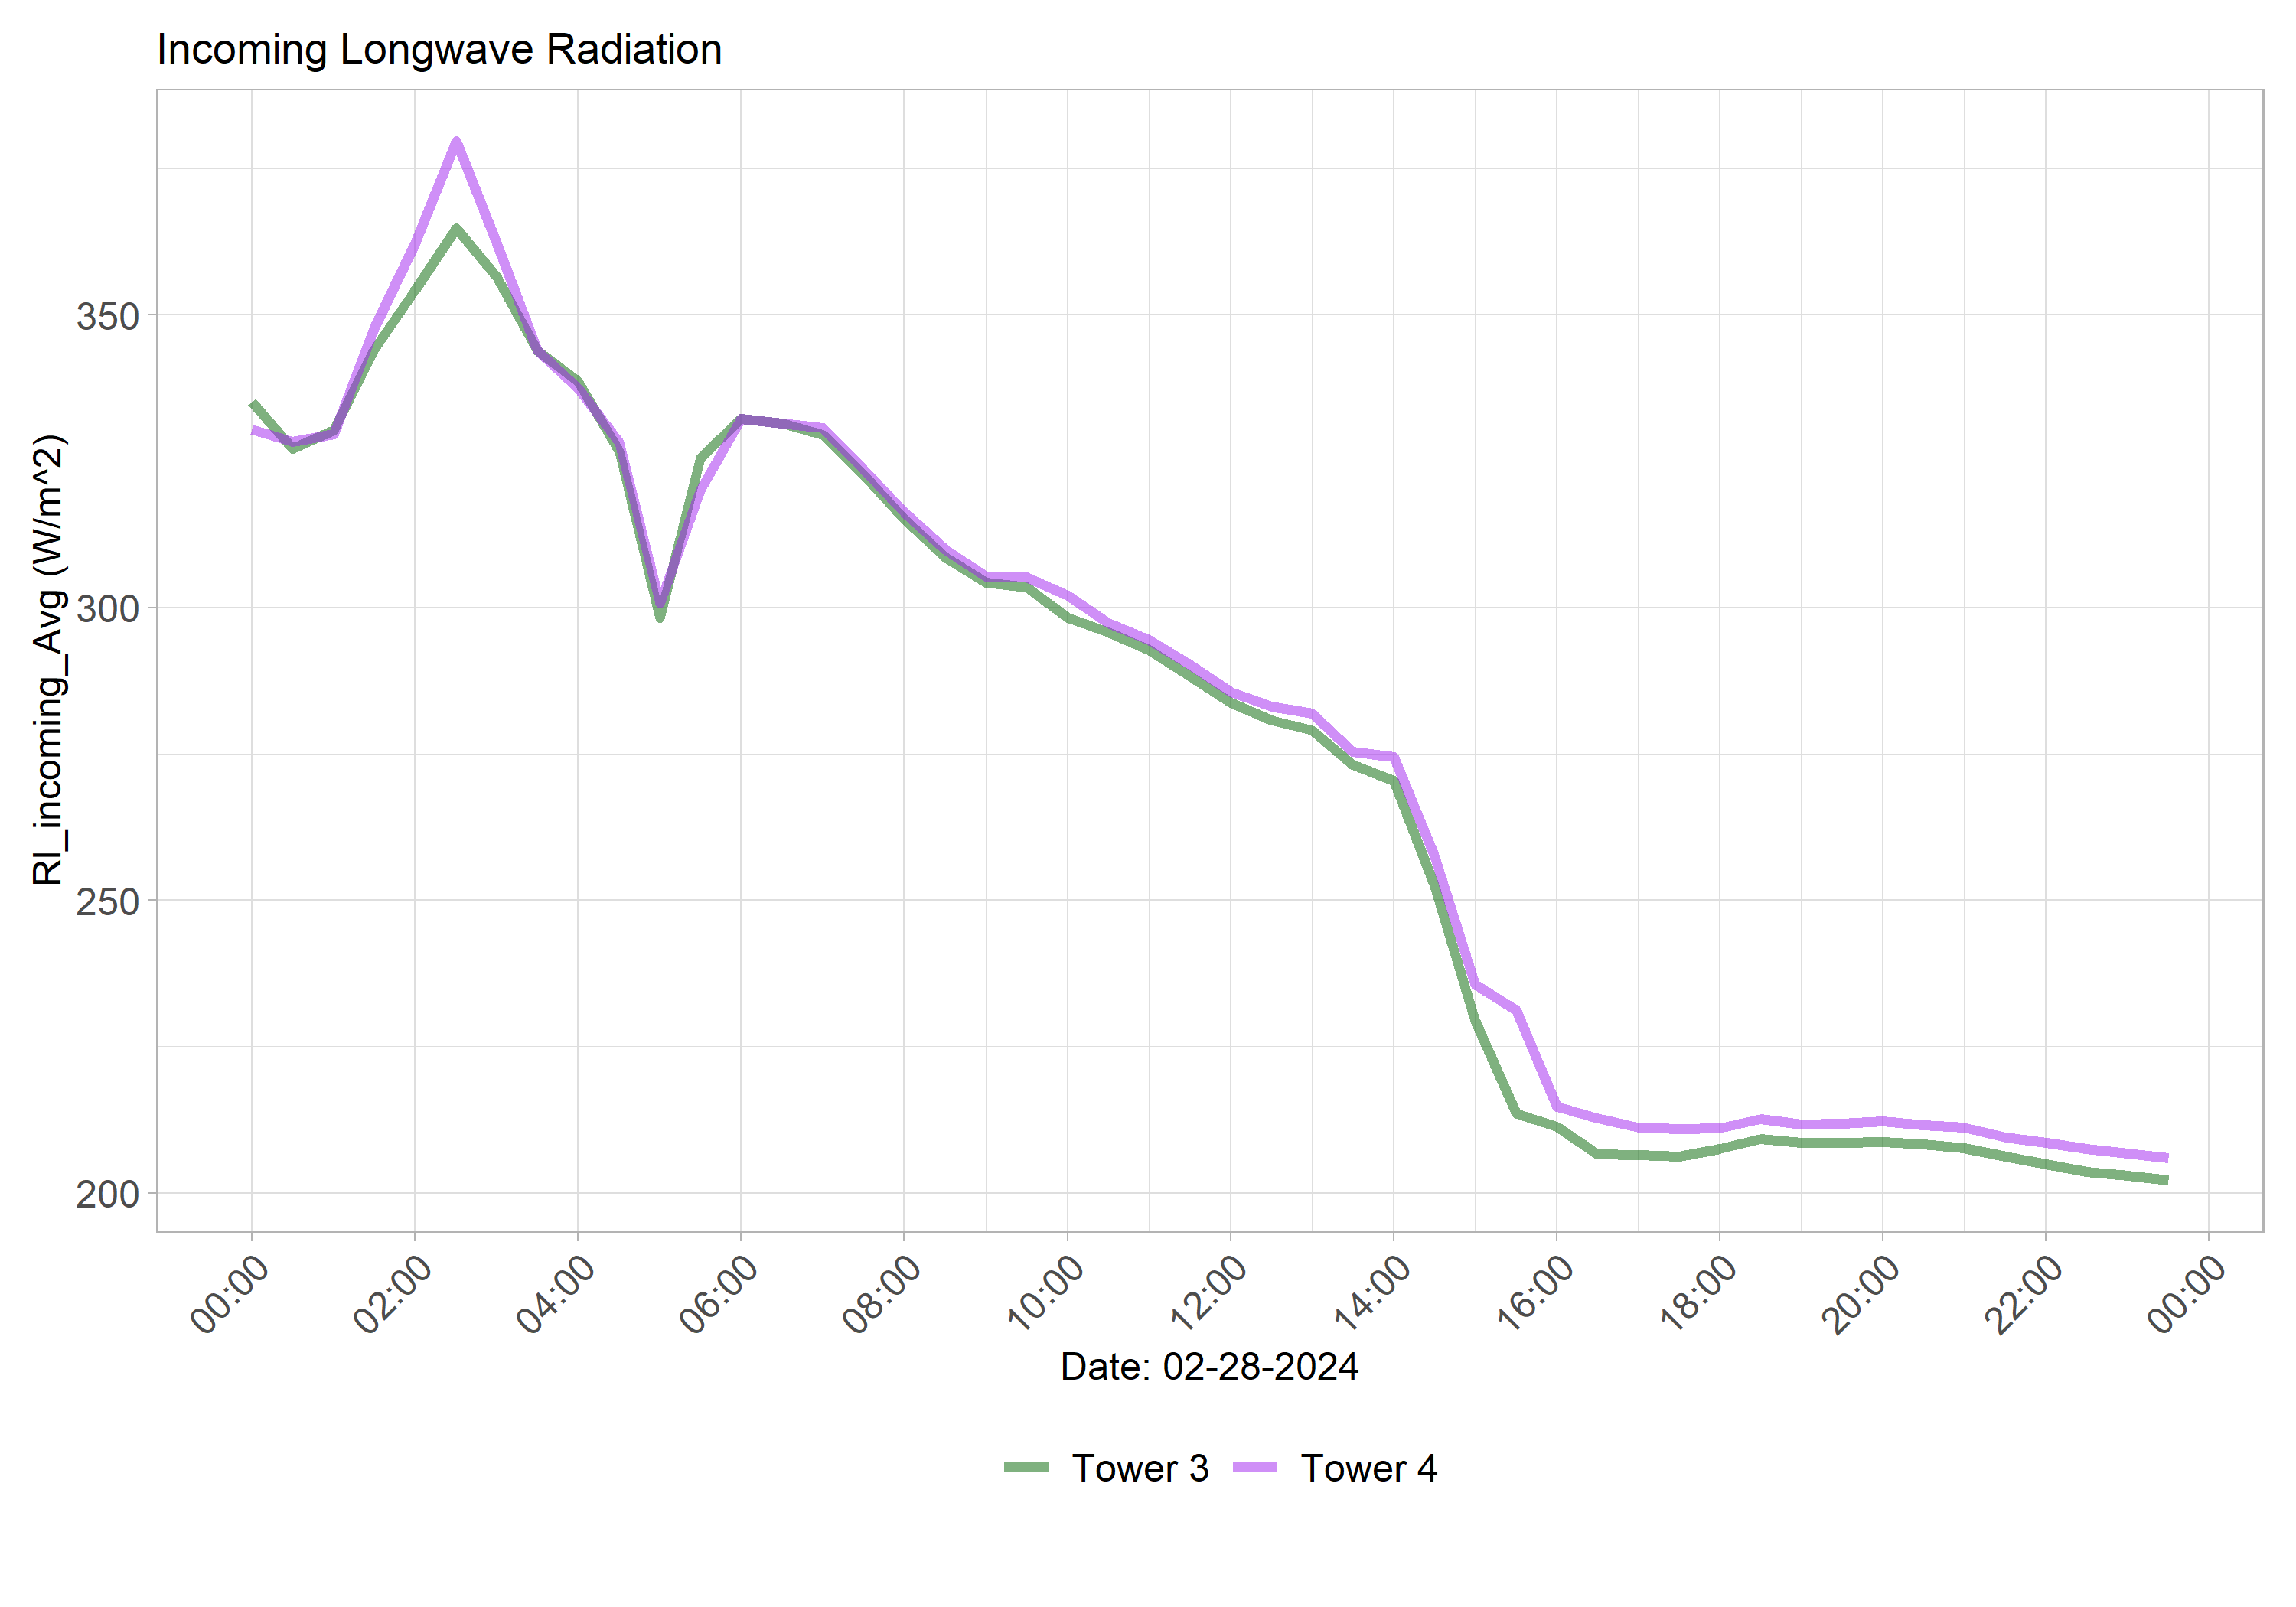 Incoming Longwave Radiation
Rl_incoming_Avg (W/m^2)
350
300
250
200
00:00 02:00 04:00 06:00 08:00 10:00 12:00 14:00 16:00 18:00 20:00 22:00 00:00
Date: 02-28-2024
Tower 3 Tower 4